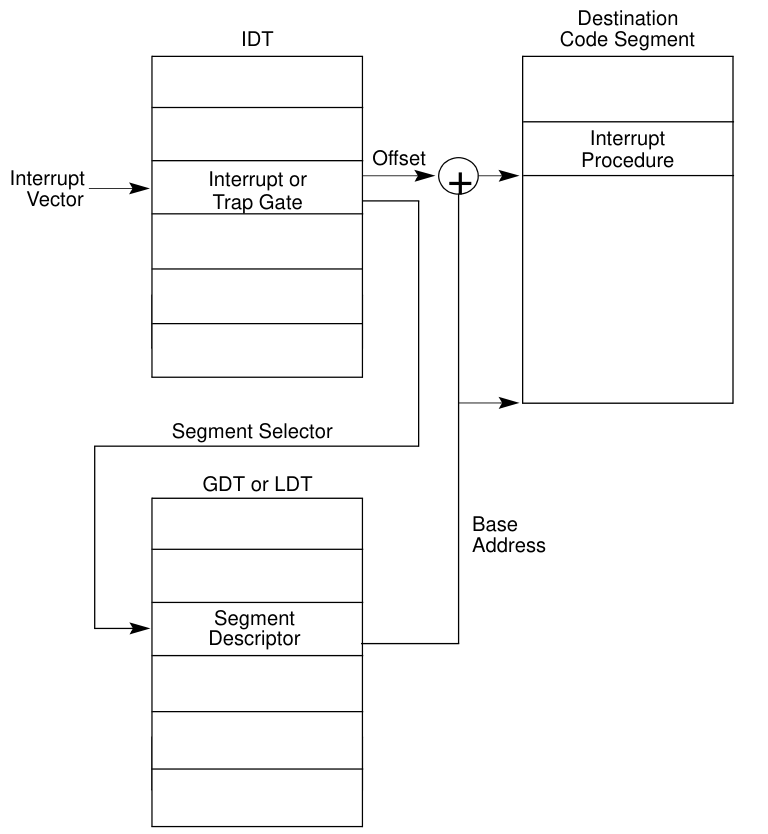 Destination
Code Segment
IDT
Interrupt
Procedure
Offset
+
Interrupt
Vector
Interrupt or
Trap Gate
Segment Selector
GDT or LDT
Base
Address
Segment
Descriptor